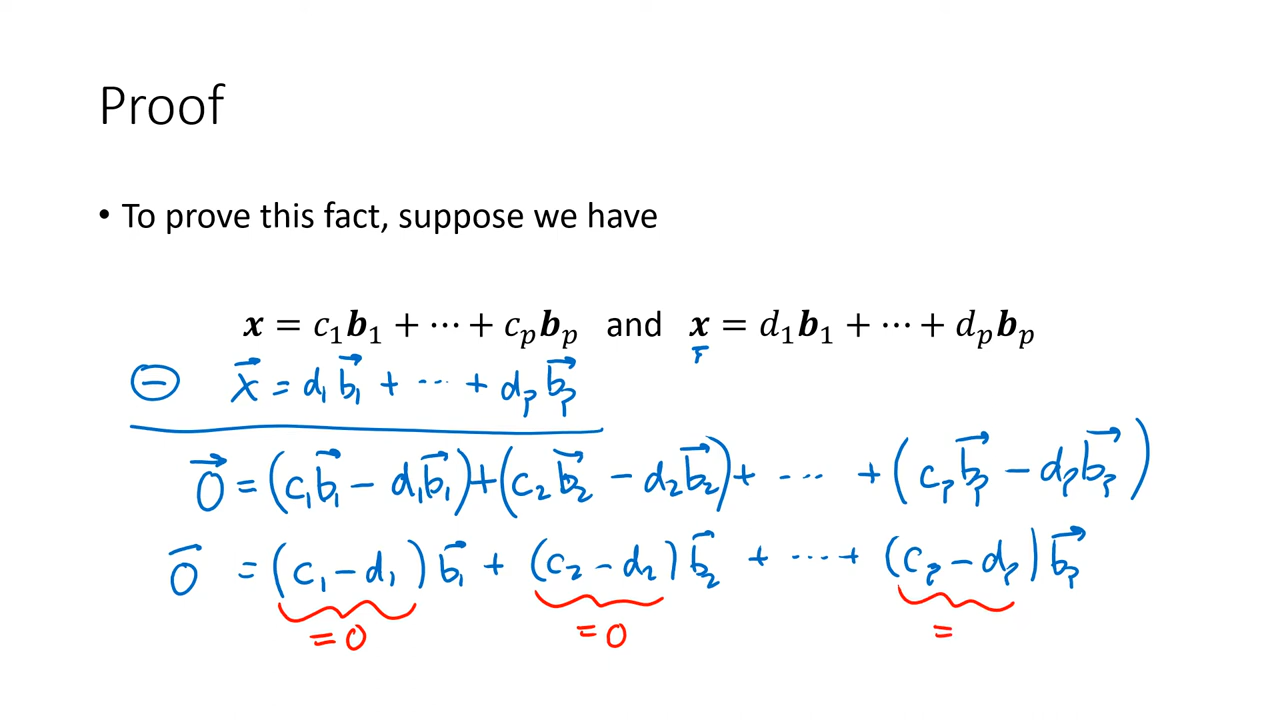 Proof
• To prove this fact, suppose we have
𝒙 = c₁𝒃₁ + ⋯ + cₚ𝒃ₚ and 𝒙 = d₁𝒃₁ + ⋯ + dₚ𝒃ₚ
⊖ x⃗ = d₁b⃗₁ + ⋯ + dₚb⃗ₚ
0⃗ = (c₁b⃗₁ − d₁b⃗₁) + (c₂b⃗₂ − d₂b⃗₂) + ⋯ + (cₚb⃗ₚ − dₚb⃗ₚ)
0⃗ = (c₁ − d₁)b⃗₁ + (c₂ − d₂)b⃗₂ + ⋯ + (cₚ − dₚ)b⃗ₚ
= 0 = 0 =